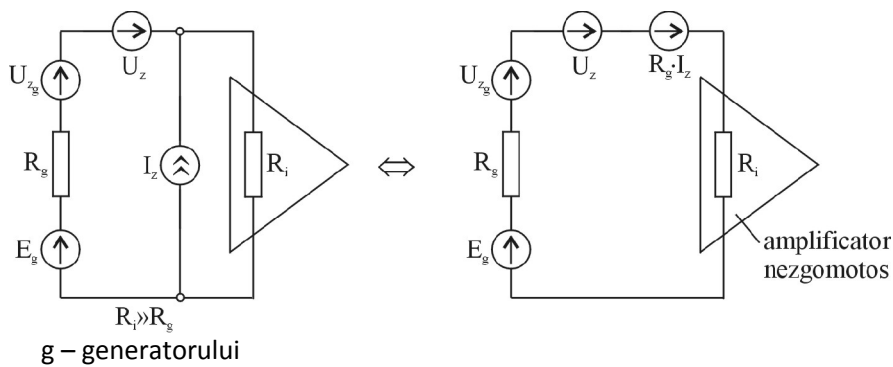 U_z
U_zg
R_g
I_z
R_i
E_g
R_i»R_g
g – generatorului
⇔
U_z
R_g·I_z
U_zg
R_g
R_i
E_g
amplificator
nezgomotos